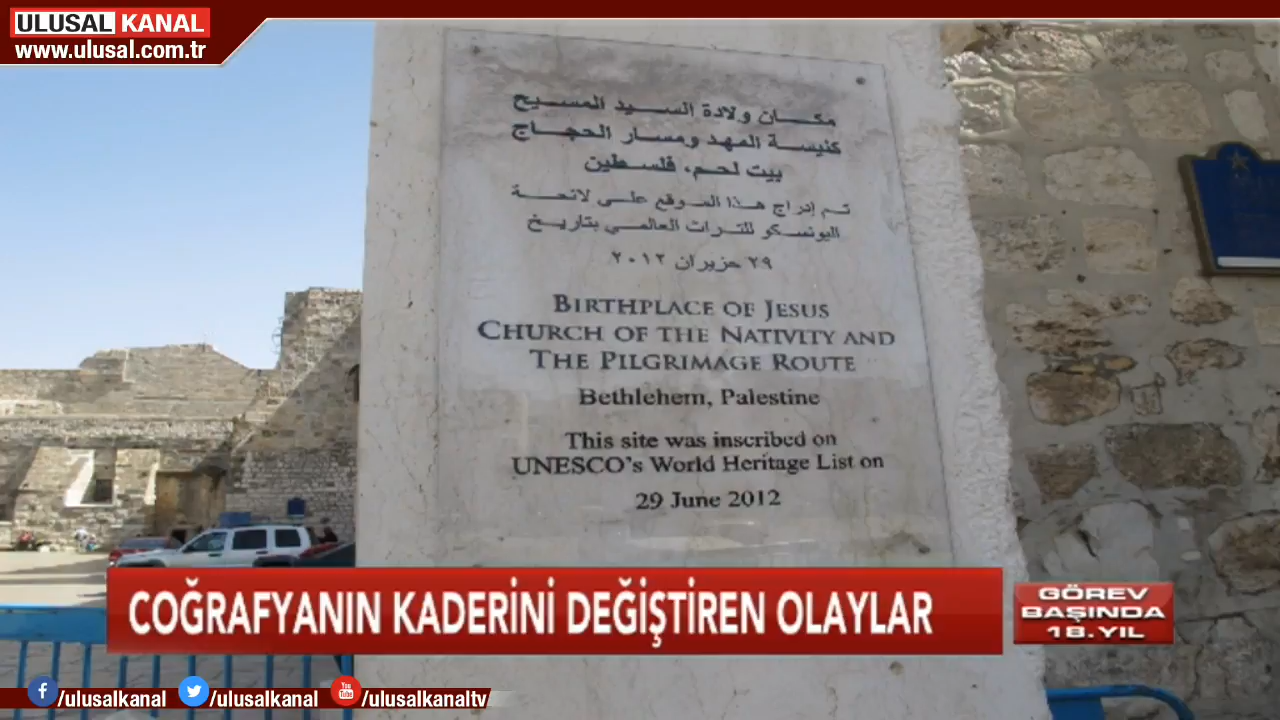 ULUSAL KANAL
www.ulusal.com.tr
مكان ولادة السيد المسيح
كنيسة المهد ومسار الحجاج
بيت لحم، فلسطين
تم إدراج هذا الموقع على لائحة
اليونسكو للتراث العالمي بتاريخ
٢٩ حزيران ٢٠١٢
BIRTHPLACE OF JESUS
CHURCH OF THE NATIVITY AND
THE PILGRIMAGE ROUTE
Bethlehem, Palestine
This site was inscribed on
UNESCO's World Heritage List on
29 June 2012
COĞRAFYANIN KADERİNİ DEĞİŞTİREN OLAYLAR
GÖREV
BAŞINDA
18.YIL
/ulusalkanal
/ulusalkanal
You Tube
/ulusalkanaltv